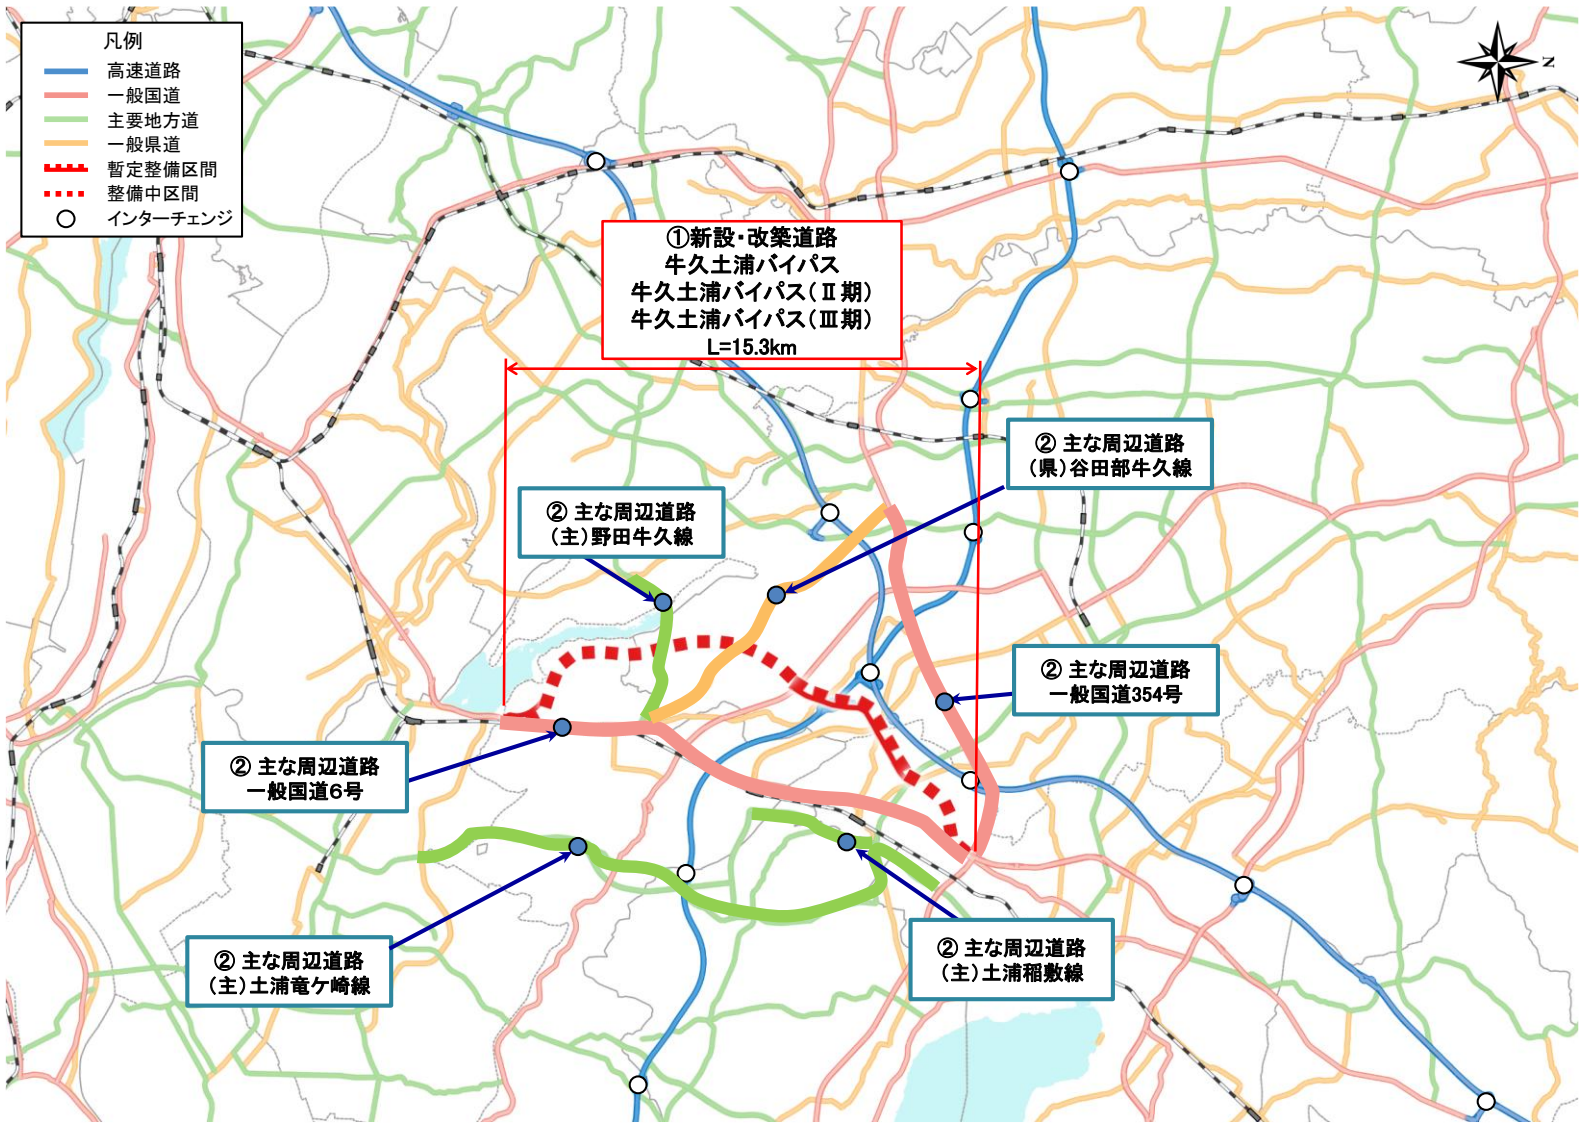 凡例
高速道路
一般国道
主要地方道
一般県道
暫定整備区間
整備中区間
インターチェンジ
N
①新設・改築道路
牛久土浦バイパス
牛久土浦バイパス(Ⅱ期)
牛久土浦バイパス(Ⅲ期)
L=15.3km
② 主な周辺道路
(県)谷田部牛久線
② 主な周辺道路
(主)野田牛久線
② 主な周辺道路
一般国道354号
② 主な周辺道路
一般国道6号
② 主な周辺道路
(主)土浦竜ケ崎線
② 主な周辺道路
(主)土浦稲敷線